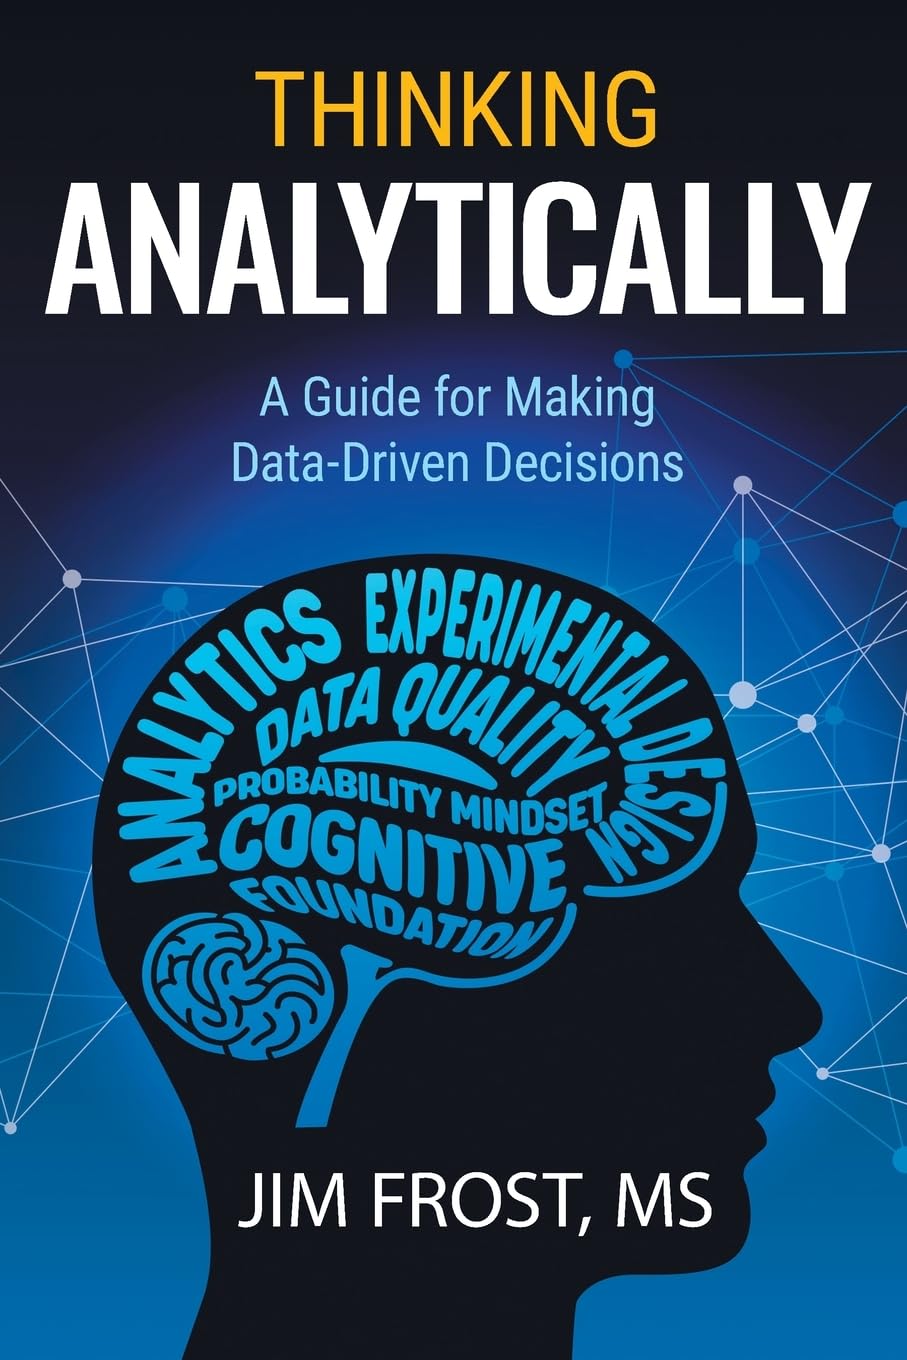 THINKING
ANALYTICALLY
A Guide for Making
Data-Driven Decisions
ANALYTICS
EXPERIMENTAL DESIGN
DATA QUALITY
PROBABILITY MINDSET
COGNITIVE
FOUNDATION
JIM FROST, MS